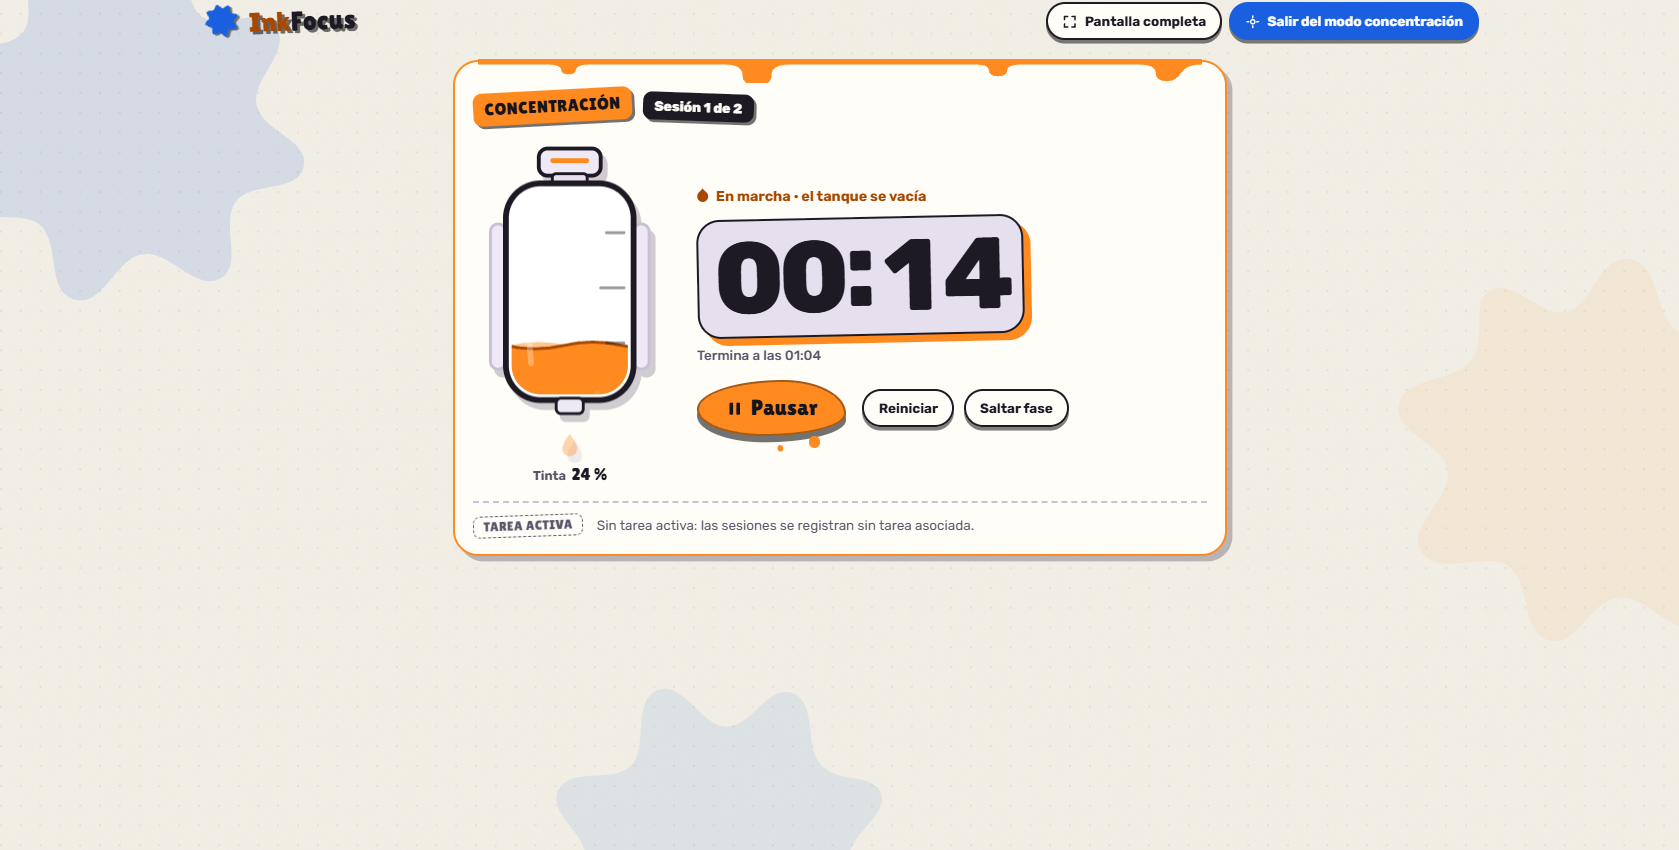 InkFocus
Pantalla completa
Salir del modo concentración
CONCENTRACIÓN
Sesión 1 de 2
En marcha · el tanque se vacía
00:14
Termina a las 01:04
Pausar
Reiniciar
Saltar fase
Tinta 24 %
TAREA ACTIVA
Sin tarea activa: las sesiones se registran sin tarea asociada.